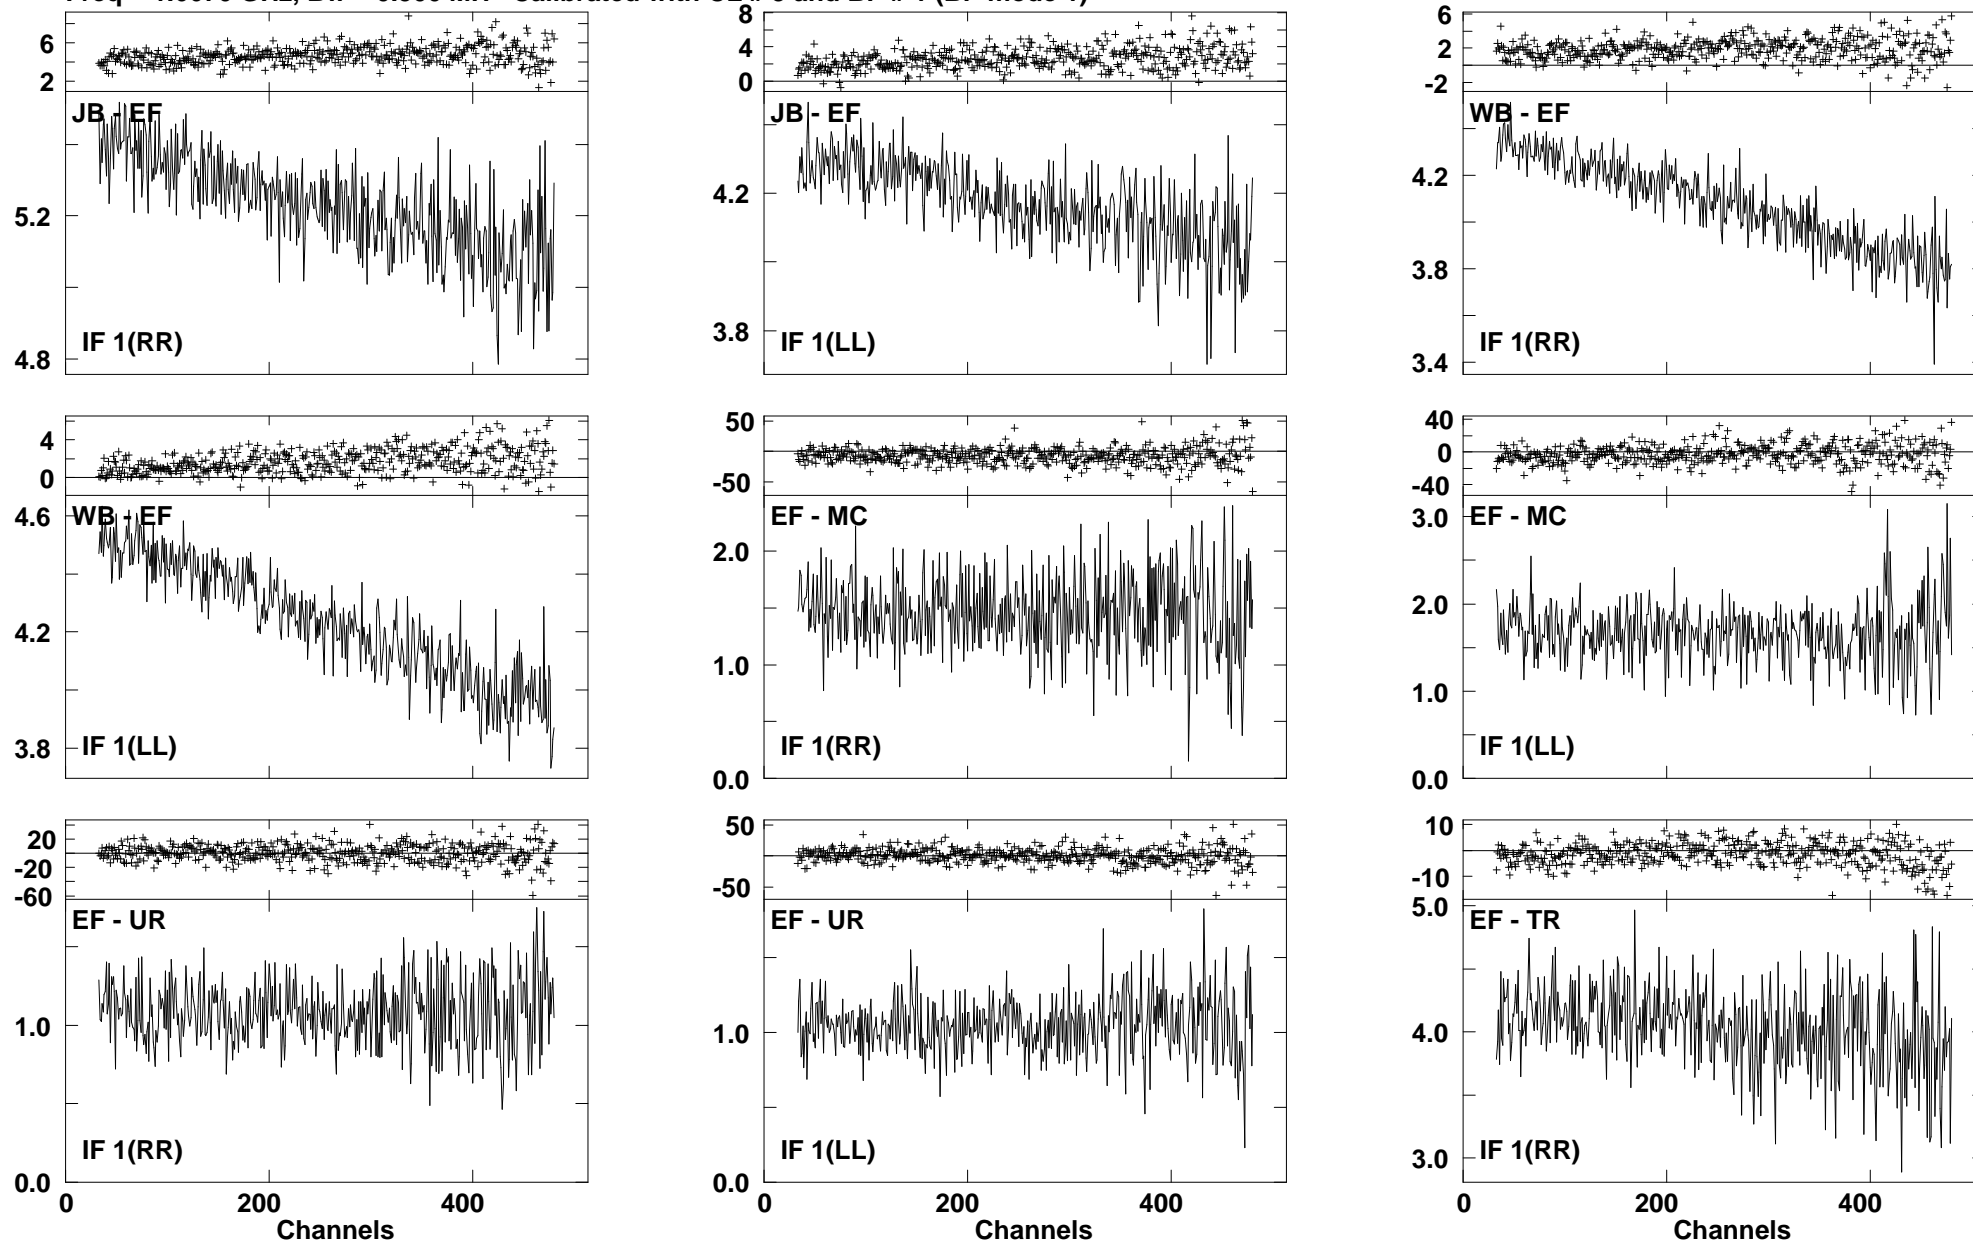 6 4 2
8 4 0
6 2 -2
JB - EF
JB - EF
WB - EF
5.2
4.8
4.2
3.8
4.2
3.8
3.4
IF 1(RR)
IF 1(LL)
IF 1(RR)
4 0
50 -50
40 0 -40
WB - EF
EF - MC
EF - MC
4.6
4.2
3.8
2.0
1.0
0.0
3.0
2.0
1.0
0.0
IF 1(LL)
IF 1(RR)
IF 1(LL)
20 -20 -60
50 -50
10 -10
EF - UR
EF - UR
EF - TR
1.0
0.0
1.0
0.0
5.0
4.0
3.0
IF 1(RR)
IF 1(LL)
IF 1(RR)
0 200 400
0 200 400
0 200 400
Channels
Channels
Channels